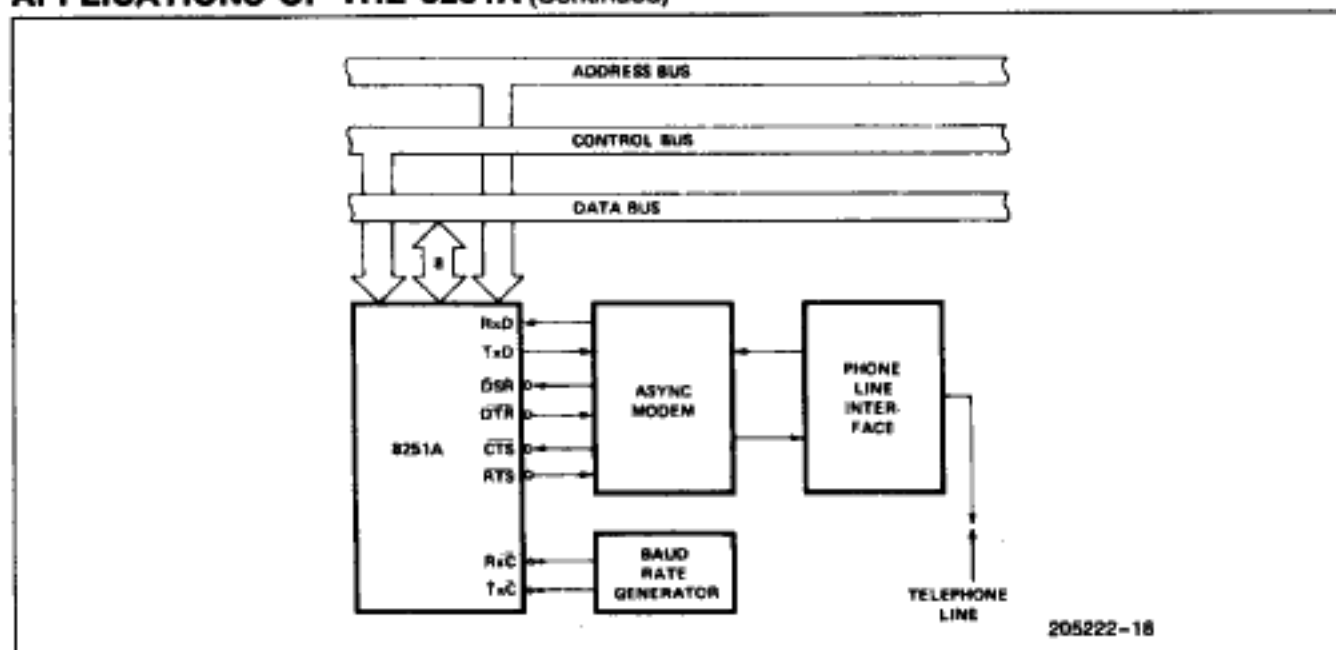 (Continued)
ADDRESS BUS
CONTROL BUS
DATA BUS
8
RxD
TxD
DSR
DTR
CTS
RTS
8251A
RxC
TxC
ASYNC
MODEM
PHONE
LINE
INTER-
FACE
BAUD
RATE
GENERATOR
TELEPHONE
LINE
205222-18